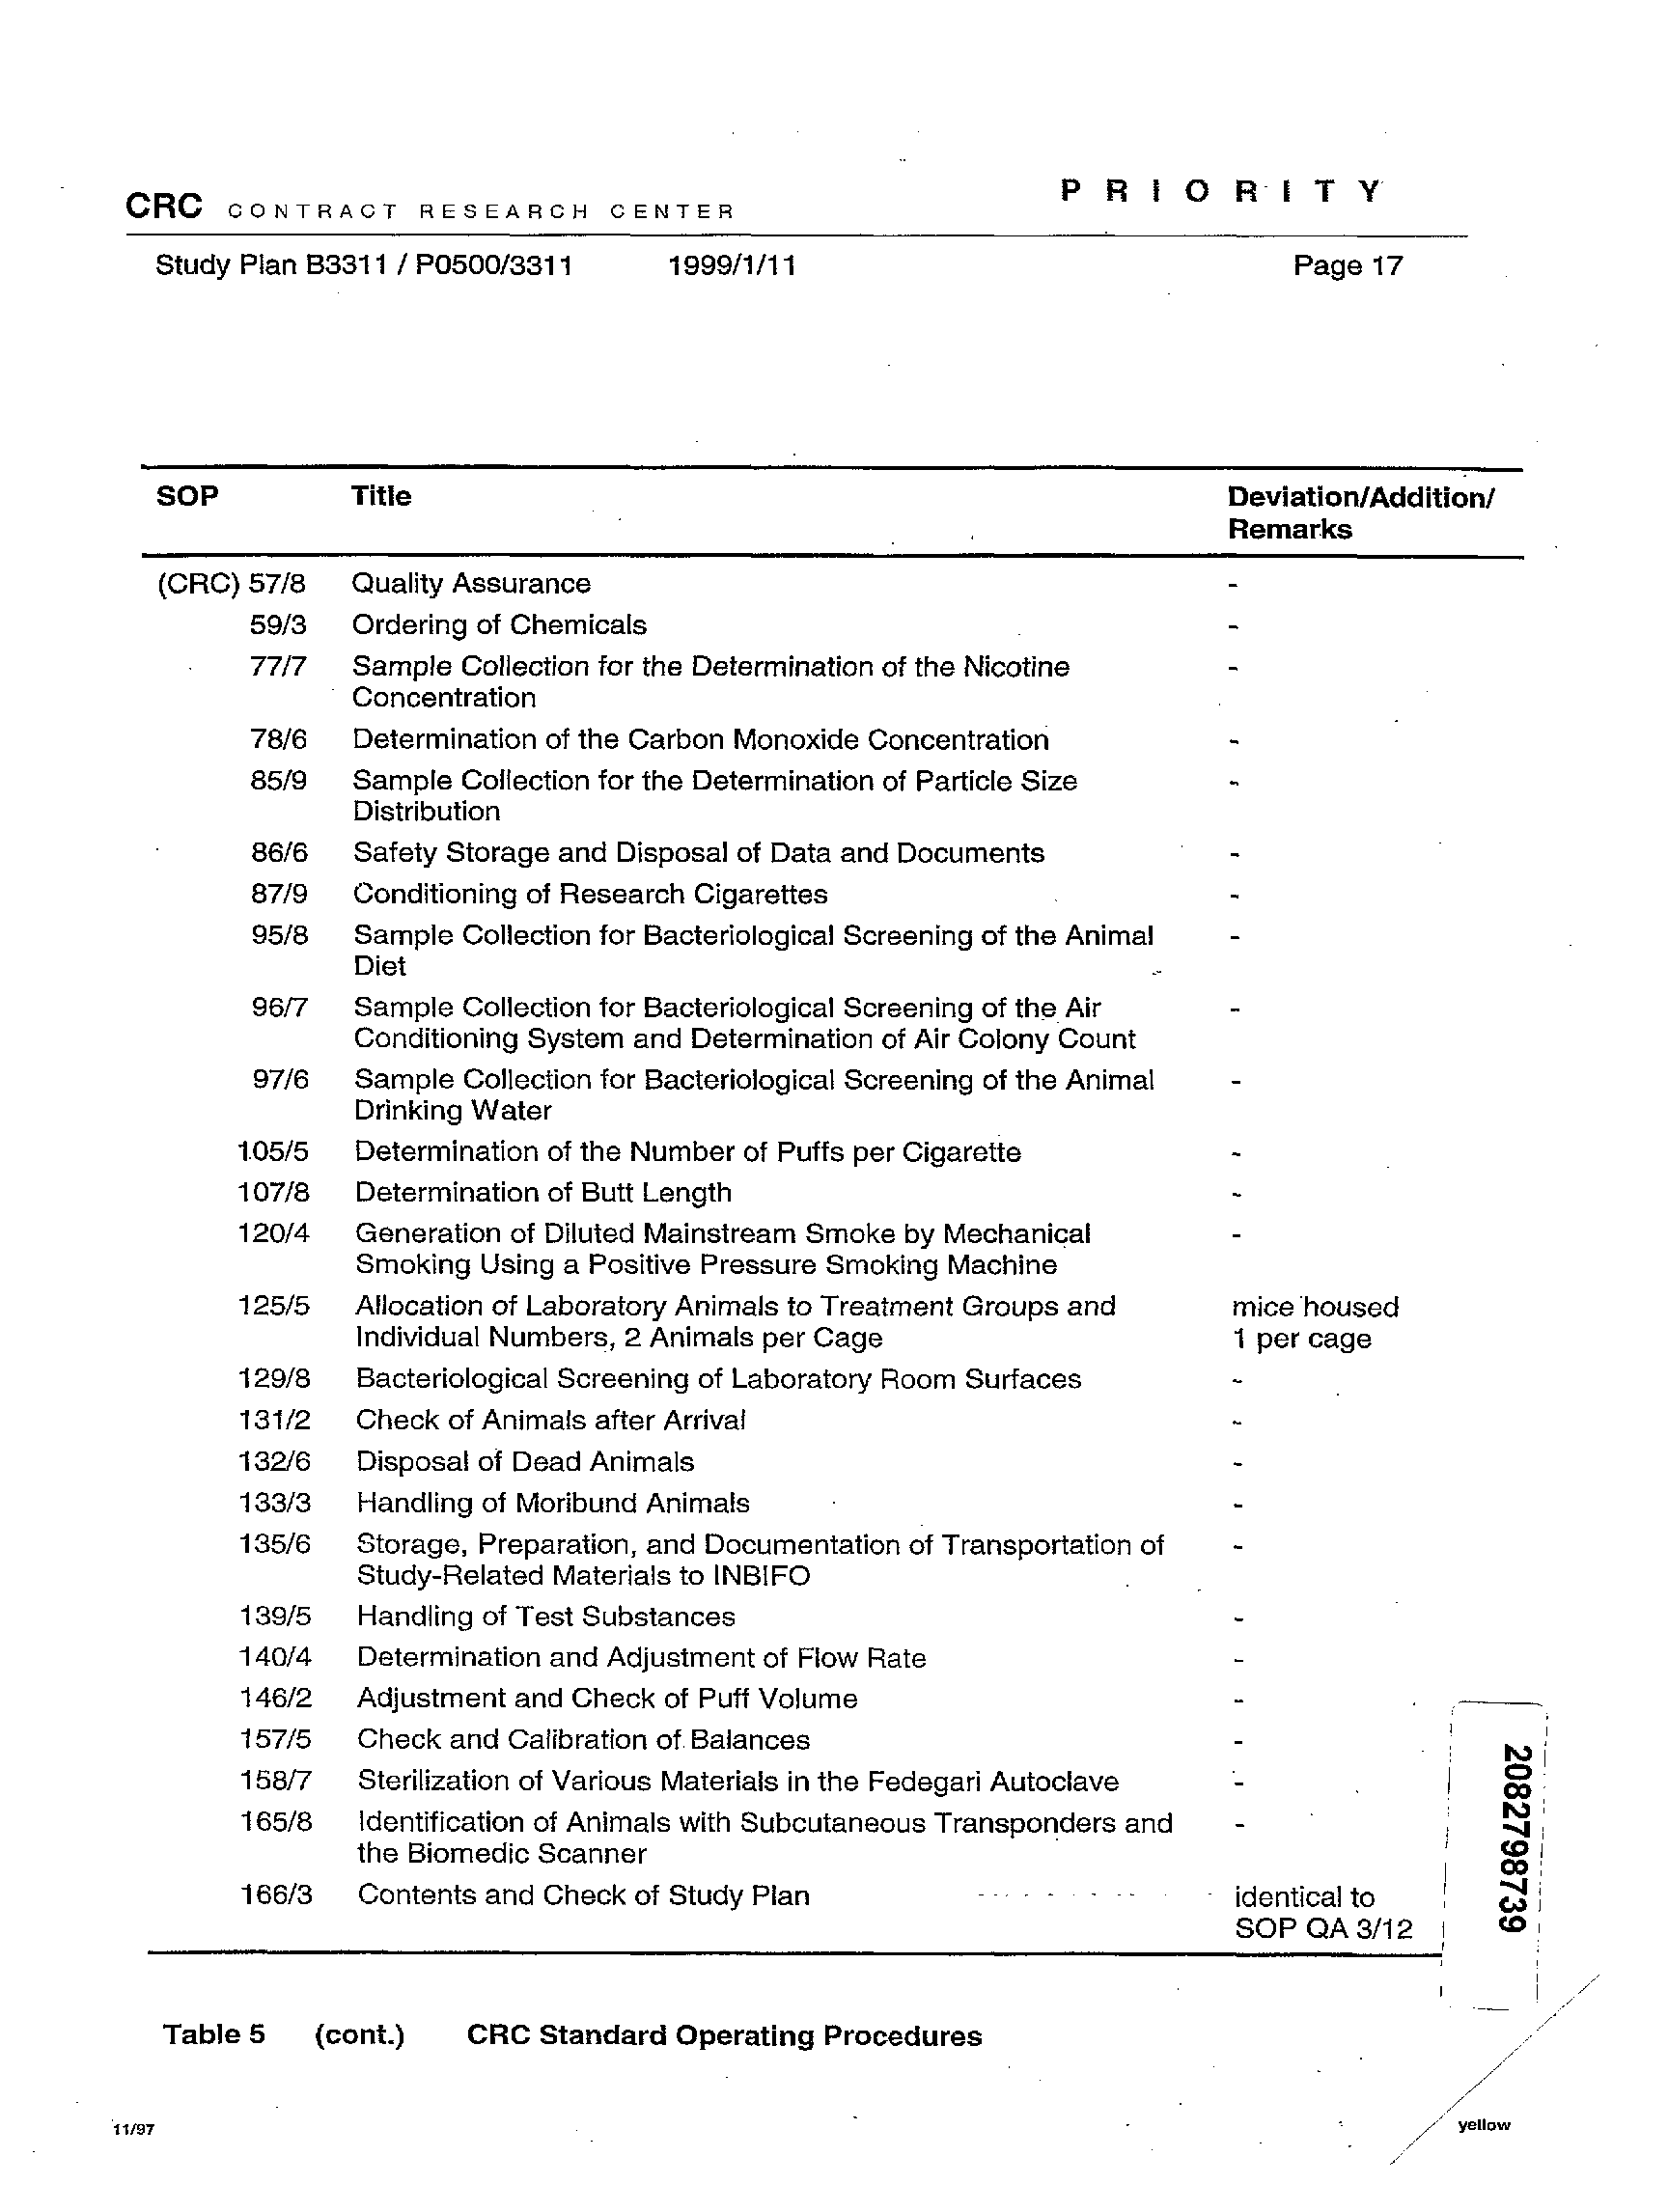 P R I O R I T Y
CRC CONTRACT RESEARCH CENTER
Study Plan B3311 / P0500/3311 1999/1/11 Page 17
SOP Title Deviation/Addition/
Remarks
(CRC) 57/8 Quality Assurance -
59/3 Ordering of Chemicals -
77/7 Sample Collection for the Determination of the Nicotine -
Concentration
78/6 Determination of the Carbon Monoxide Concentration -
85/9 Sample Collection for the Determination of Particle Size -
Distribution
86/6 Safety Storage and Disposal of Data and Documents -
87/9 Conditioning of Research Cigarettes -
95/8 Sample Collection for Bacteriological Screening of the Animal -
Diet
96/7 Sample Collection for Bacteriological Screening of the Air -
Conditioning System and Determination of Air Colony Count
97/6 Sample Collection for Bacteriological Screening of the Animal -
Drinking Water
105/5 Determination of the Number of Puffs per Cigarette -
107/8 Determination of Butt Length -
120/4 Generation of Diluted Mainstream Smoke by Mechanical -
Smoking Using a Positive Pressure Smoking Machine
125/5 Allocation of Laboratory Animals to Treatment Groups and mice housed
Individual Numbers, 2 Animals per Cage 1 per cage
129/8 Bacteriological Screening of Laboratory Room Surfaces -
131/2 Check of Animals after Arrival -
132/6 Disposal of Dead Animals -
133/3 Handling of Moribund Animals -
135/6 Storage, Preparation, and Documentation of Transportation of -
Study-Related Materials to INBIFO
139/5 Handling of Test Substances -
140/4 Determination and Adjustment of Flow Rate -
146/2 Adjustment and Check of Puff Volume -
157/5 Check and Calibration of Balances -
158/7 Sterilization of Various Materials in the Fedegari Autoclave -
165/8 Identification of Animals with Subcutaneous Transponders and -
the Biomedic Scanner
166/3 Contents and Check of Study Plan identical to
SOP QA 3/12
2082798739
Table 5 (cont.) CRC Standard Operating Procedures
11/97 yellow